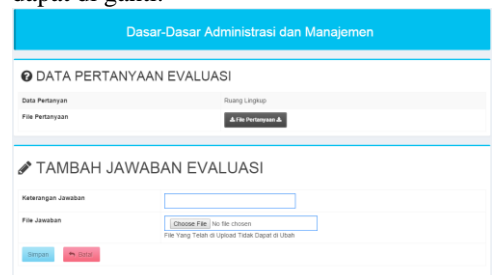 dapat di ganti.
Dasar-Dasar Administrasi dan Manajemen
DATA PERTANYAAN EVALUASI
Data Pertanyan Ruang Lingkup
File Pertanyaan File Pertanyaan
TAMBAH JAWABAN EVALUASI
Keterangan Jawaban
File Jawaban Choose File No file chosen
File Yang Telah di Upload Tidak Dapat di Ubah
Simpan Batal